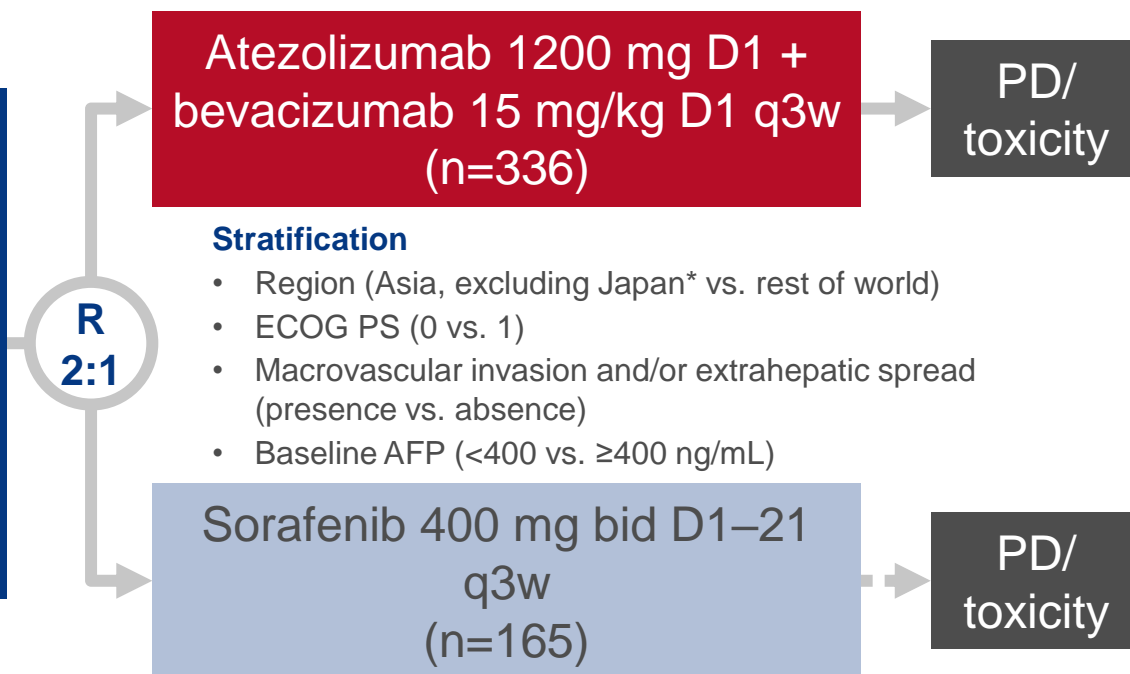 Atezolizumab 1200 mg D1 +
bevacizumab 15 mg/kg D1 q3w
(n=336)
PD/
toxicity
R
2:1
Stratification
• Region (Asia, excluding Japan* vs. rest of world)
• ECOG PS (0 vs. 1)
• Macrovascular invasion and/or extrahepatic spread
(presence vs. absence)
• Baseline AFP (<400 vs. ≥400 ng/mL)
Sorafenib 400 mg bid D1–21
q3w
(n=165)
PD/
toxicity